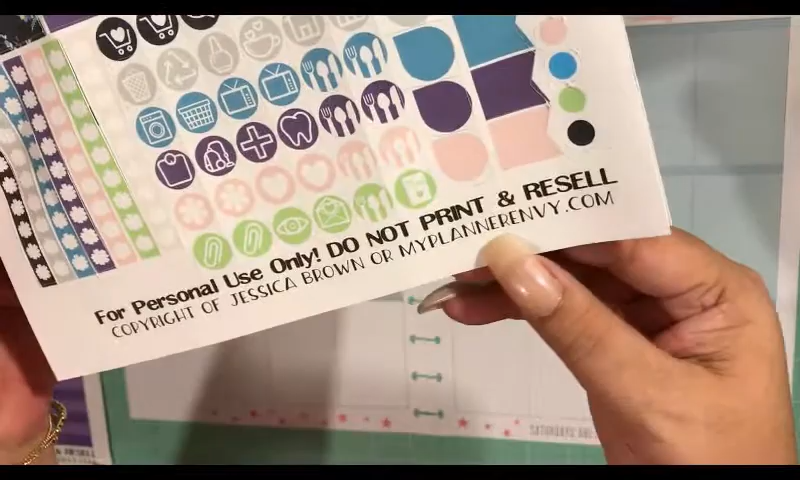 For Personal Use Only! DO NOT PRINT & RESELL
COPYRIGHT OF JESSICA BROWN OR MYPLANNERENVY.COM